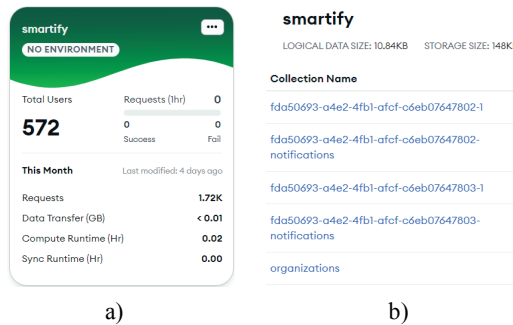 smartify
•••
NO ENVIRONMENT
Total Users
572
Requests (1hr) 0
0 0
Success Fail
This Month Last modified: 4 days ago
Requests 1.72K
Data Transfer (GB) < 0.01
Compute Runtime (Hr) 0.02
Sync Runtime (Hr) 0.00
a)
smartify
LOGICAL DATA SIZE: 10.84KB STORAGE SIZE: 148K
Collection Name
fda50693-a4e2-4fb1-afcf-c6eb07647802-1
fda50693-a4e2-4fb1-afcf-c6eb07647802-
notifications
fda50693-a4e2-4fb1-afcf-c6eb07647803-1
fda50693-a4e2-4fb1-afcf-c6eb07647803-
notifications
organizations
b)